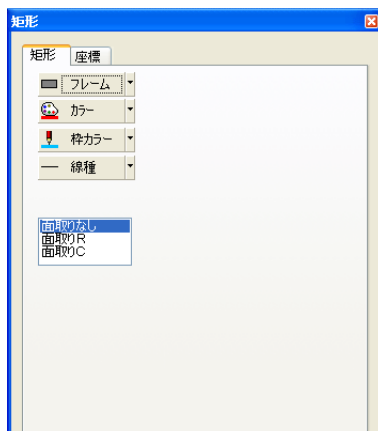 矩形
矩形 座標
フレーム
カラー
枠カラー
線種
面取りなし
面取りR
面取りC